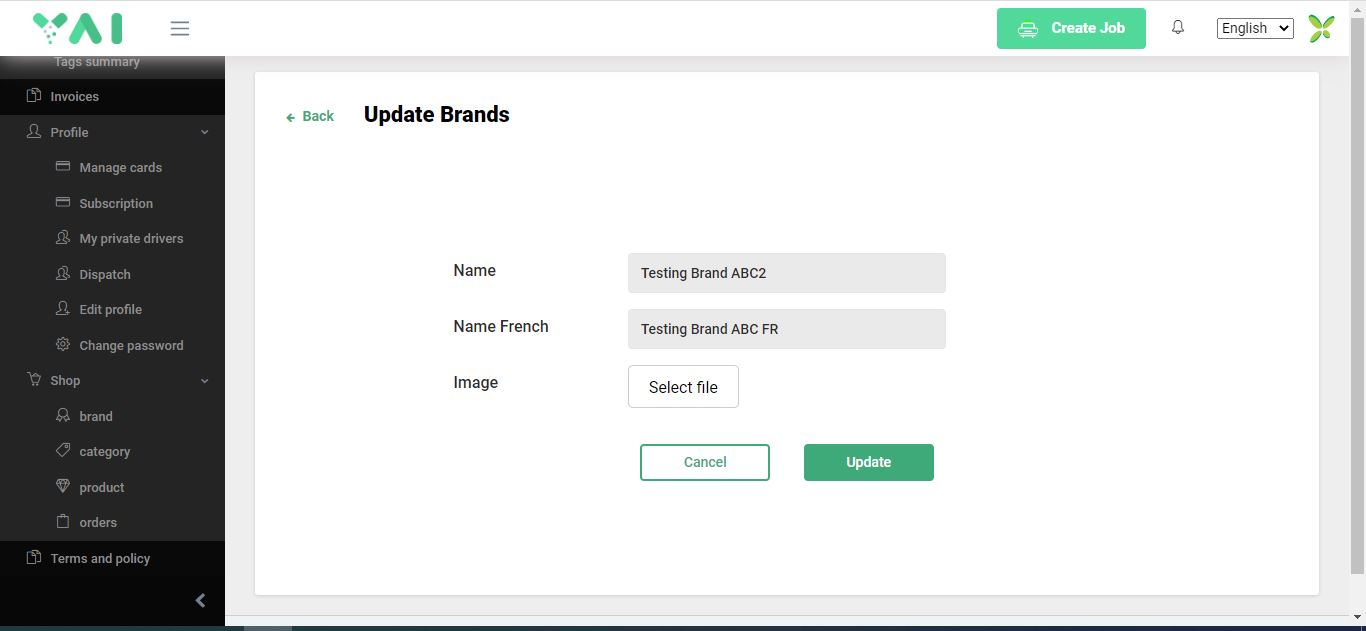 YAI
Create Job
English
Tags summary
Invoices
Profile
Manage cards
Subscription
My private drivers
Dispatch
Edit profile
Change password
Shop
brand
category
product
orders
Terms and policy
Back
Update Brands
Name
Testing Brand ABC2
Name French
Testing Brand ABC FR
Image
Select file
Cancel
Update